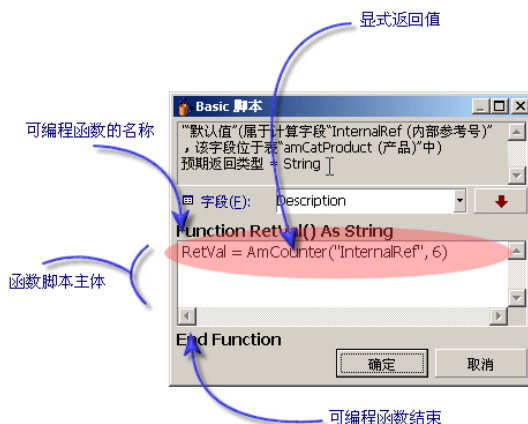 显式返回值
Basic 脚本
可编程函数的名称
"默认值"(属于计算字段"InternalRef (内部参考号)"
，该字段位于表"amCatProduct (产品)"中)
预期返回类型 = String
字段(F): Description
Function RetVal() As String
RetVal = AmCounter("InternalRef", 6)
函数脚本主体
End Function
确定 取消
可编程函数结束